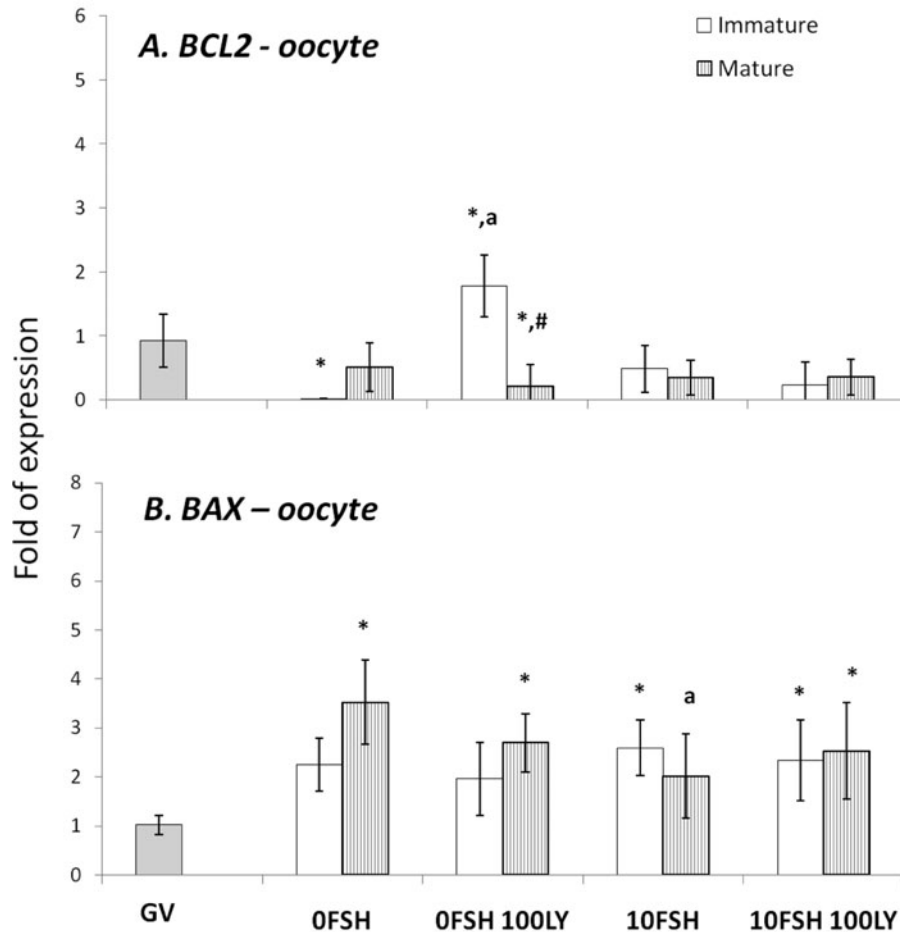 6
A. BCL2 - oocyte
Immature
Mature
5
4
3
*,a
2
*,#
1
*
0
Fold of expression
8
B. BAX – oocyte
7
6
5
*
4
*
*
a
*
*
3
2
1
0
GV
0FSH
0FSH 100LY
10FSH
10FSH 100LY